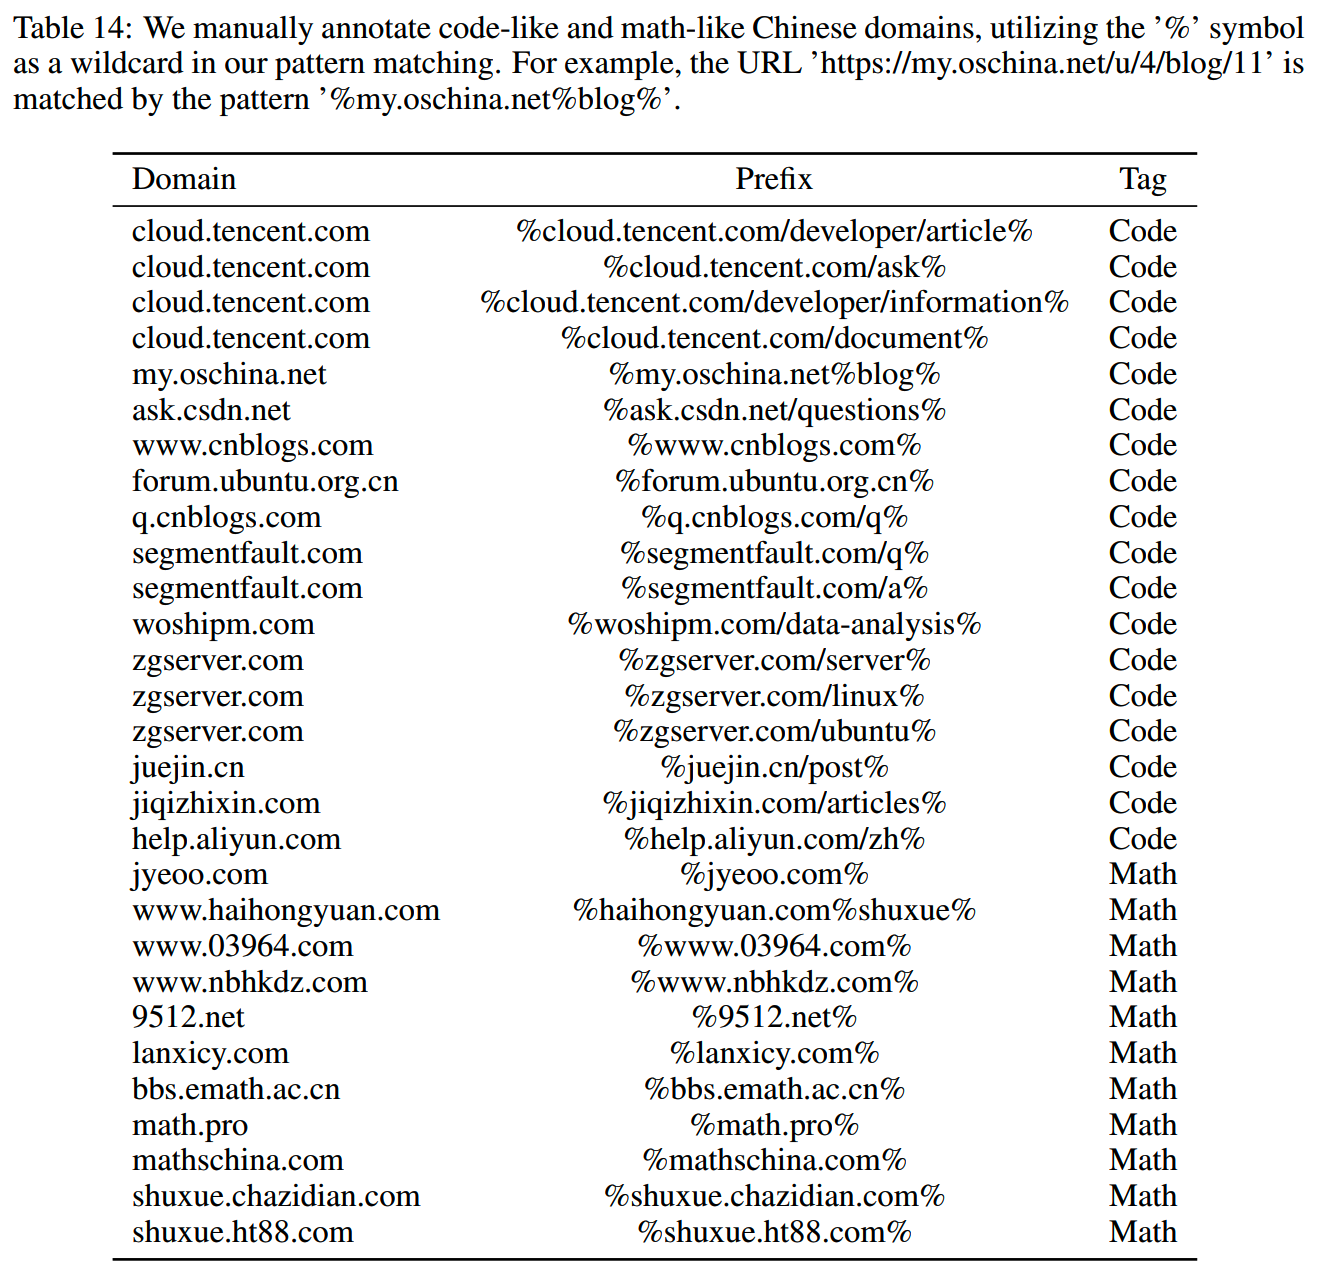 Table 14: We manually annotate code-like and math-like Chinese domains, utilizing the ’%’ symbol
as a wildcard in our pattern matching. For example, the URL ’https://my.oschina.net/u/4/blog/11’ is
matched by the pattern ’%my.oschina.net%blog%’.
Domain Prefix Tag
cloud.tencent.com %cloud.tencent.com/developer/article% Code
cloud.tencent.com %cloud.tencent.com/ask% Code
cloud.tencent.com %cloud.tencent.com/developer/information% Code
cloud.tencent.com %cloud.tencent.com/document% Code
my.oschina.net %my.oschina.net%blog% Code
ask.csdn.net %ask.csdn.net/questions% Code
www.cnblogs.com %www.cnblogs.com% Code
forum.ubuntu.org.cn %forum.ubuntu.org.cn% Code
q.cnblogs.com %q.cnblogs.com/q% Code
segmentfault.com %segmentfault.com/q% Code
segmentfault.com %segmentfault.com/a% Code
woshipm.com %woshipm.com/data-analysis% Code
zgserver.com %zgserver.com/server% Code
zgserver.com %zgserver.com/linux% Code
zgserver.com %zgserver.com/ubuntu% Code
juejin.cn %juejin.cn/post% Code
jiqizhixin.com %jiqizhixin.com/articles% Code
help.aliyun.com %help.aliyun.com/zh% Code
jyeoo.com %jyeoo.com% Math
www.haihongyuan.com %haihongyuan.com%shuxue% Math
www.03964.com %www.03964.com% Math
www.nbhkdz.com %www.nbhkdz.com% Math
9512.net %9512.net% Math
lanxicy.com %lanxicy.com% Math
bbs.emath.ac.cn %bbs.emath.ac.cn% Math
math.pro %math.pro% Math
mathschina.com %mathschina.com% Math
shuxue.chazidian.com %shuxue.chazidian.com% Math
shuxue.ht88.com %shuxue.ht88.com% Math